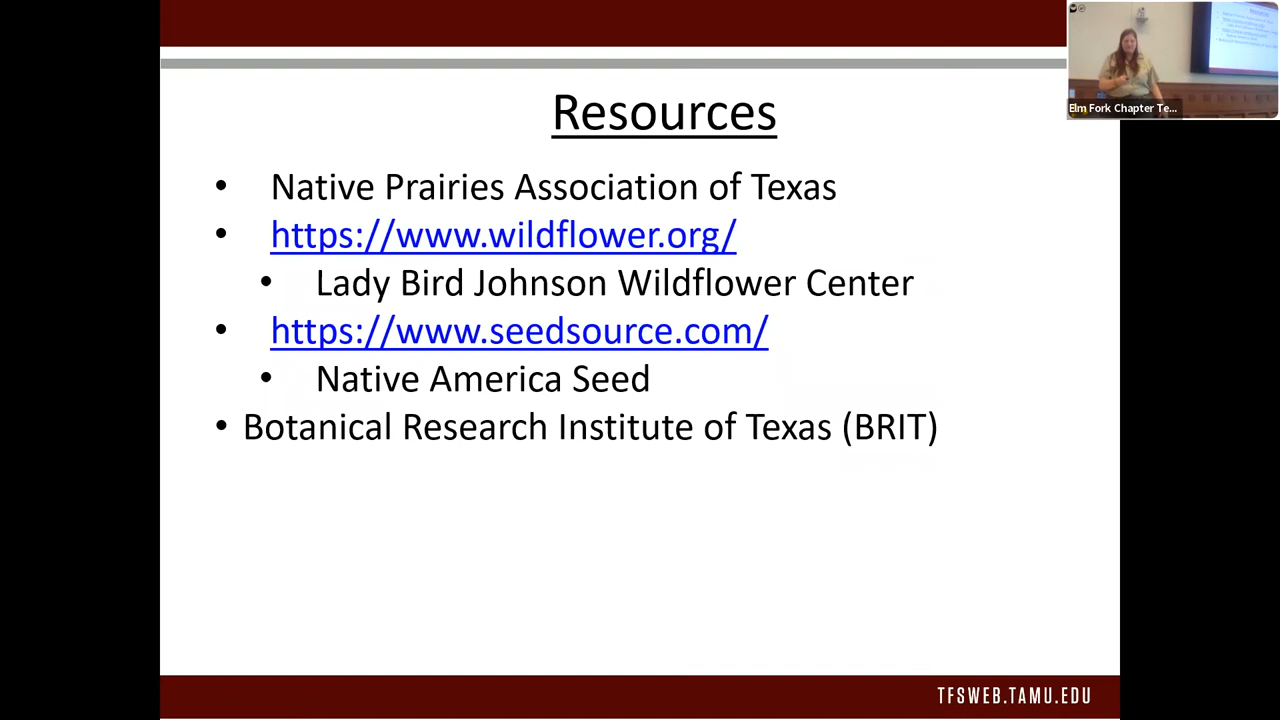 Resources
• Native Prairies Association of Texas
• https://www.wildflower.org/
• Lady Bird Johnson Wildflower Center
• https://www.seedsource.com/
• Native America Seed
• Botanical Research Institute of Texas (BRIT)
TFSWEB.TAMU.EDU
Elm Fork Chapter Te...